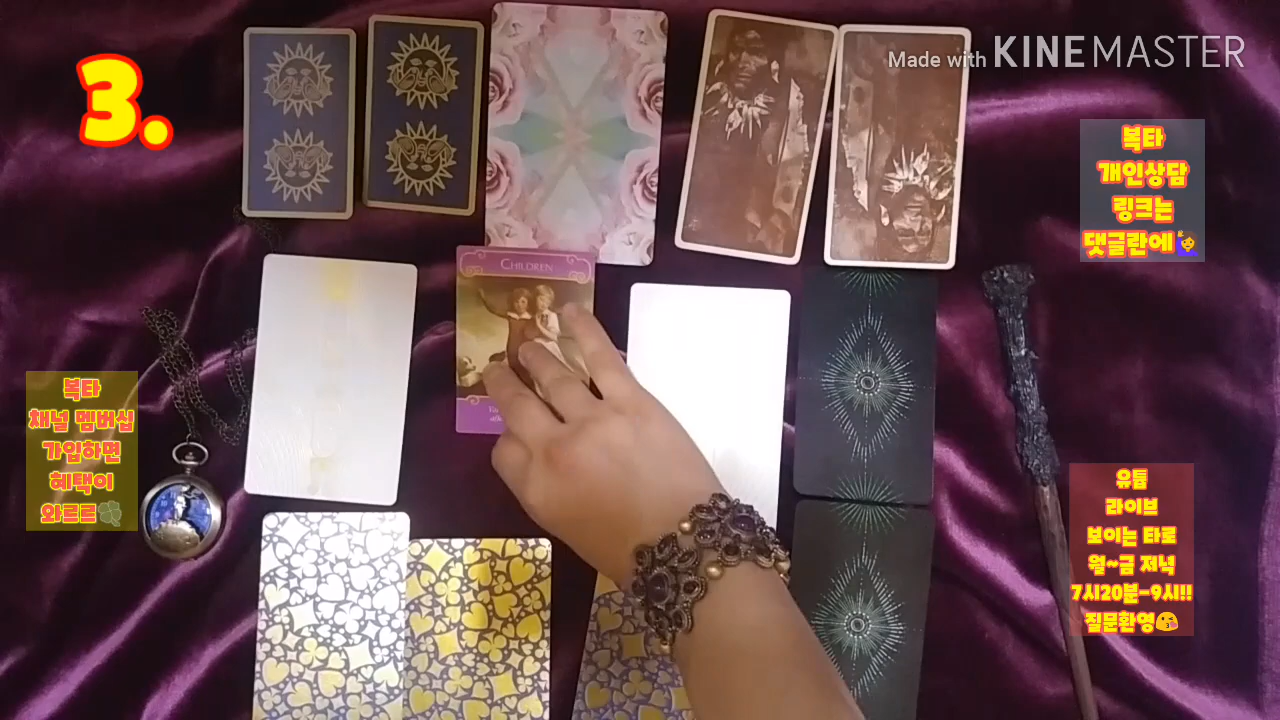 3.
Made with KINEMASTER
복타
개인상담
링크는
댓글란에🙋‍♀️
CHILDREN
복타
채널 멤버십
가입하면
혜택이
와르르🍀
유튭
라이브
보이는 타로
월~금 저녁
7시20분-9시!!
질문환영😘